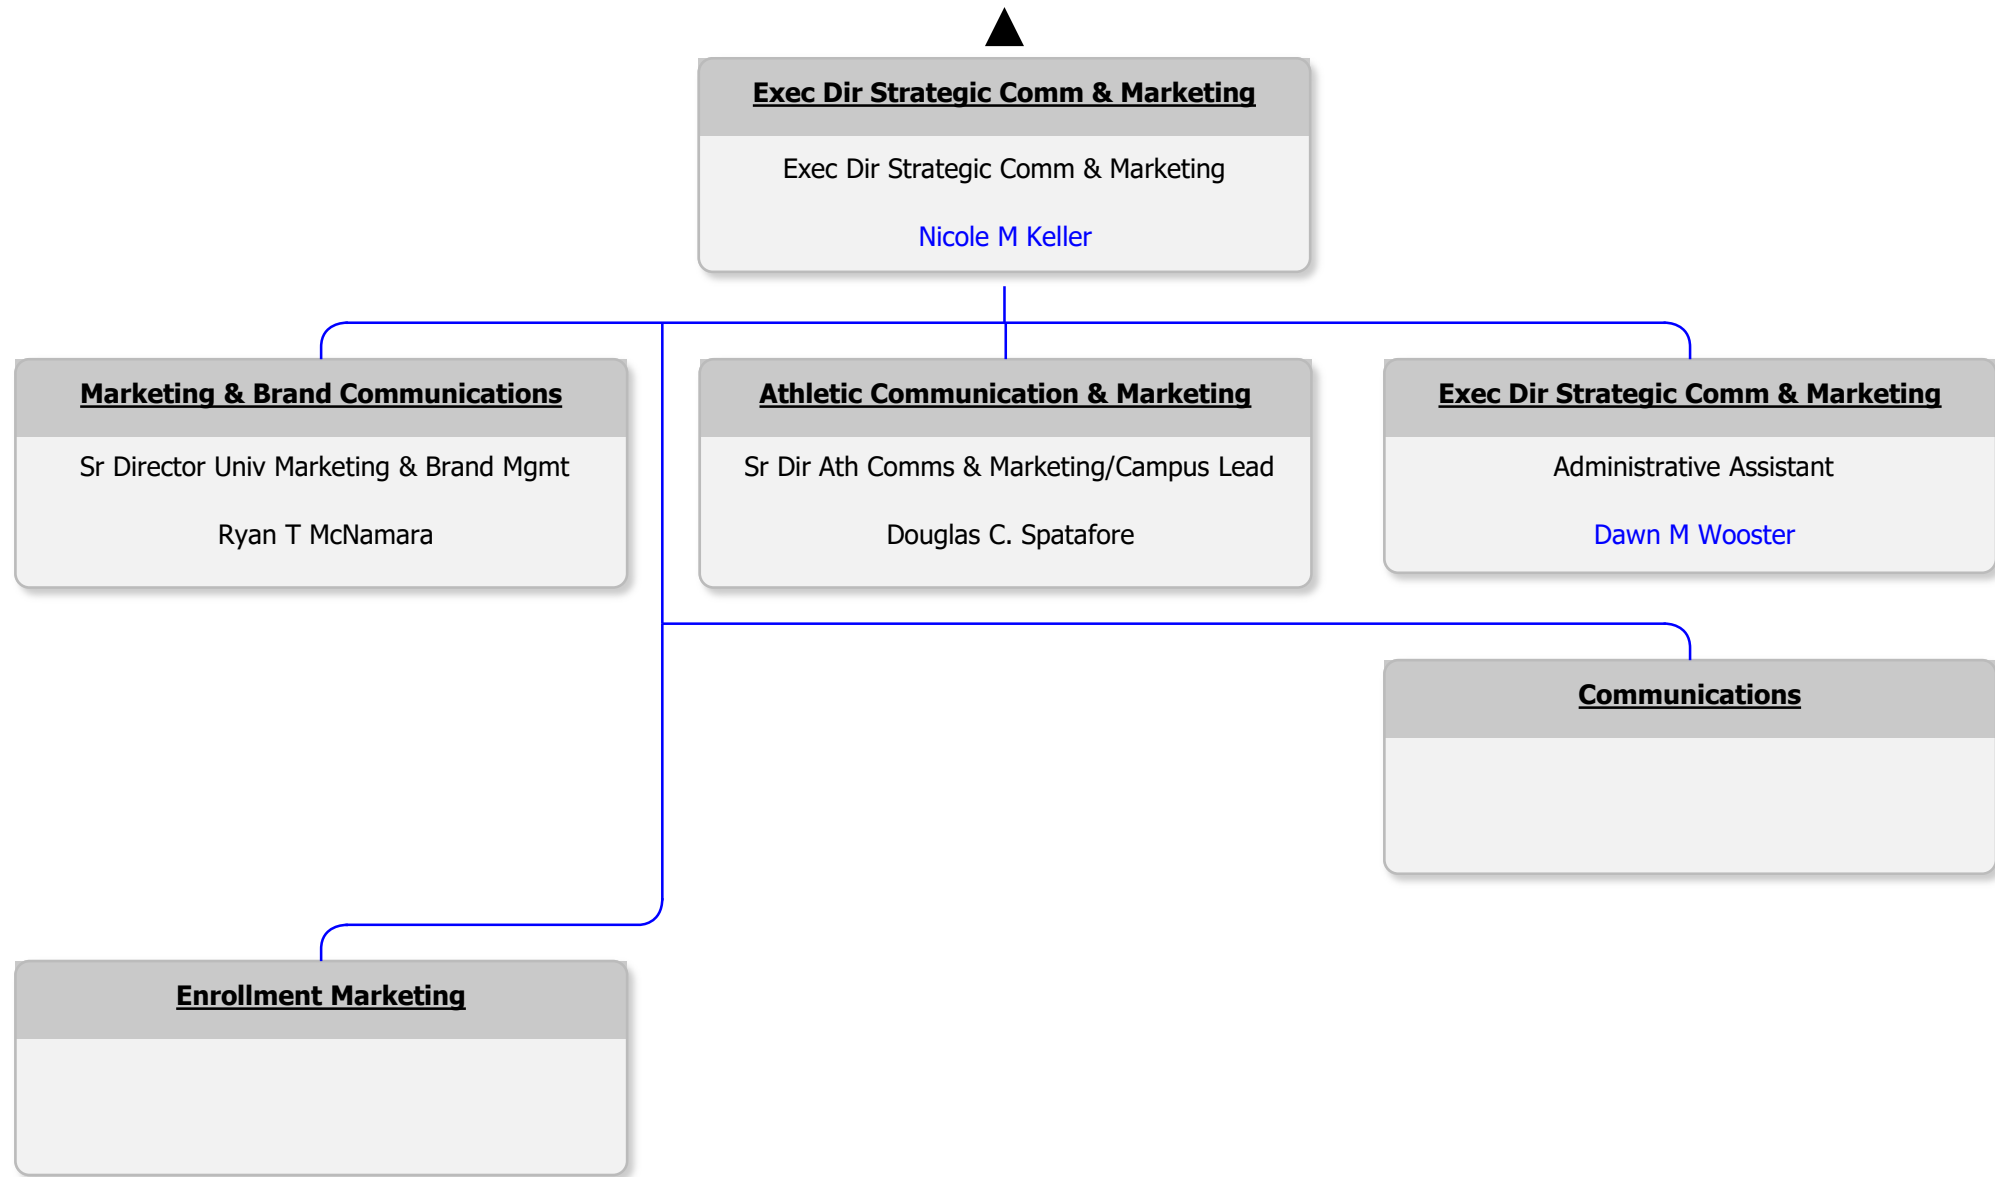 Exec Dir Strategic Comm & Marketing
Exec Dir Strategic Comm & Marketing
Nicole M Keller
Marketing & Brand Communications
Sr Director Univ Marketing & Brand Mgmt
Ryan T McNamara
Athletic Communication & Marketing
Sr Dir Ath Comms & Marketing/Campus Lead
Douglas C. Spatafore
Exec Dir Strategic Comm & Marketing
Administrative Assistant
Dawn M Wooster
Communications
Enrollment Marketing